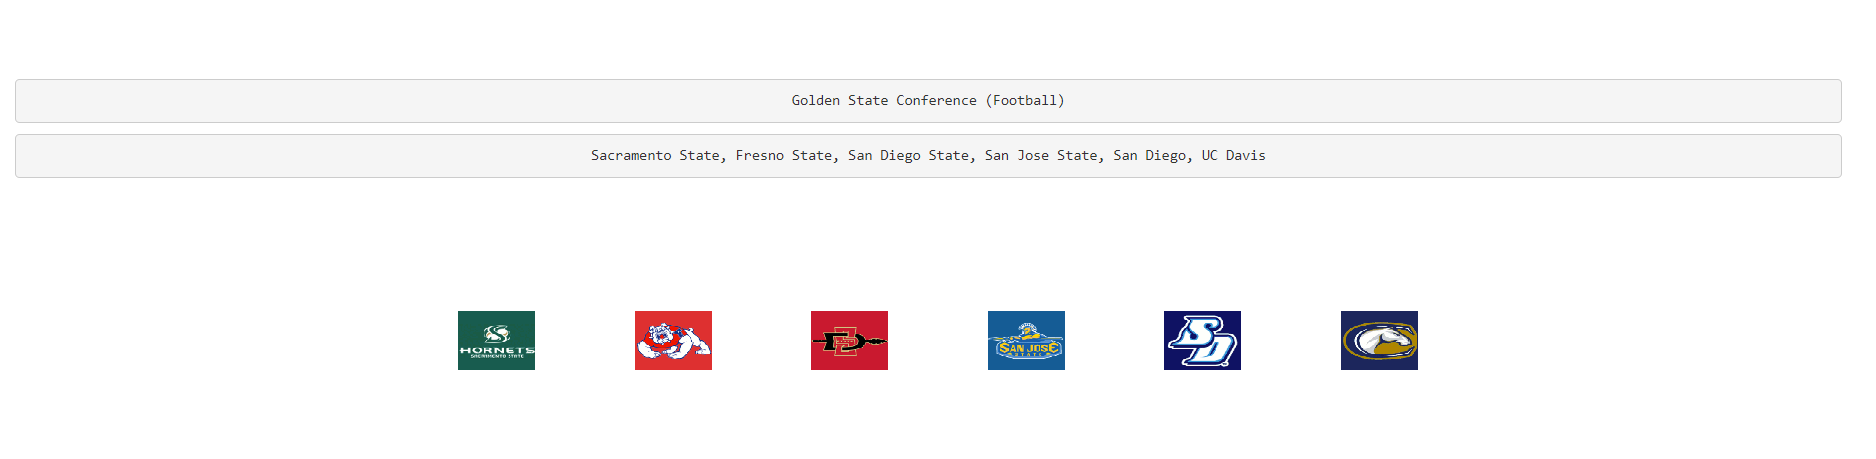 Golden State Conference (Football)
Sacramento State, Fresno State, San Diego State, San Jose State, San Diego, UC Davis
HORNETS
SACRAMENTO STATE
SD
SAN JOSE
STATE
SD